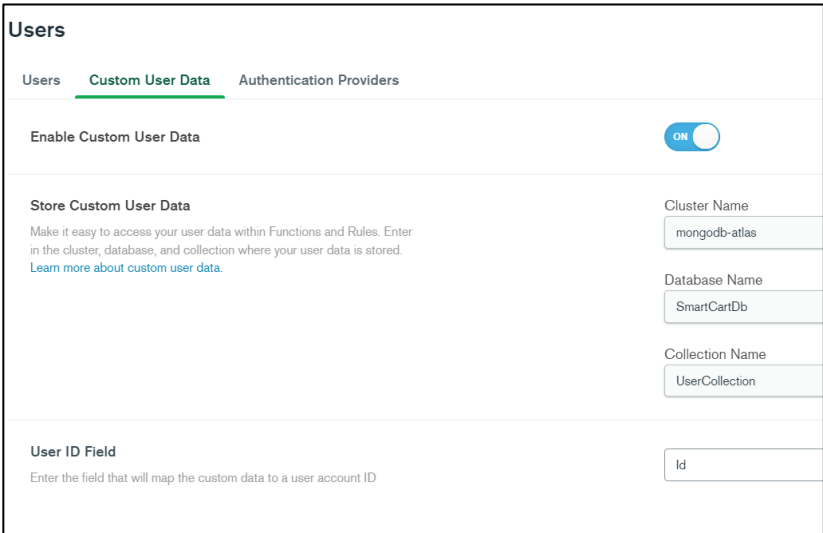 Users
Users Custom User Data Authentication Providers
Enable Custom User Data
ON
Store Custom User Data
Make it easy to access your user data within Functions and Rules. Enter
in the cluster, database, and collection where your user data is stored.
Learn more about custom user data.
Cluster Name
mongodb-atlas
Database Name
SmartCartDb
Collection Name
UserCollection
User ID Field
Enter the field that will map the custom data to a user account ID
Id